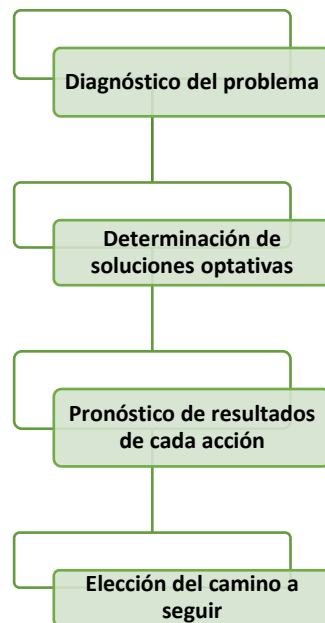 Diagnóstico del problema
Determinación de
soluciones optativas
Pronóstico de resultados
de cada acción
Elección del camino a
seguir